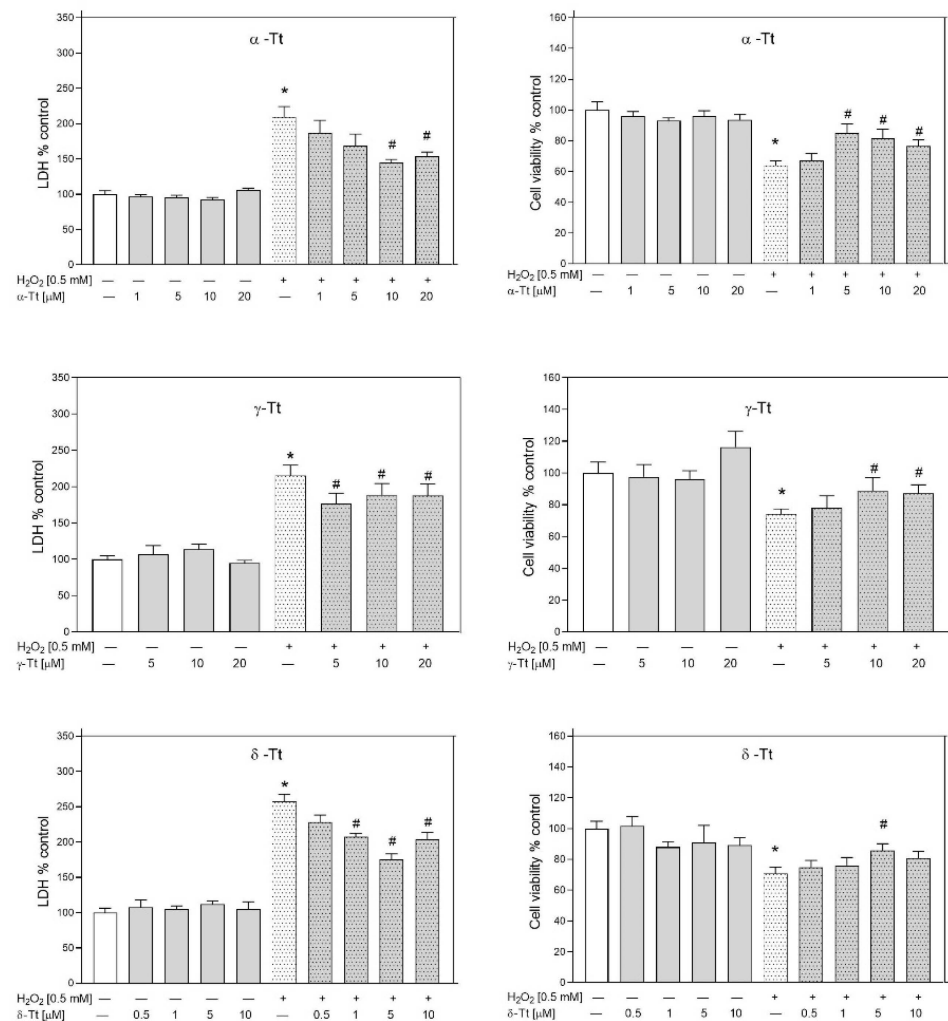 α -Tt
LDH % control
350
300
250
200
150
100
50
0
*
#
#
H₂O₂ [0.5 mM] — — — — — + + + + +
α-Tt [μM] — 1 5 10 20 — 1 5 10 20
α -Tt
Cell viability % control
160
140
120
100
80
60
40
20
0
*
#
#
#
H₂O₂ [0.5 mM] — — — — — + + + + +
α-Tt [μM] — 1 5 10 20 — 1 5 10 20
γ-Tt
LDH % control
350
300
250
200
150
100
50
0
*
#
#
#
H₂O₂ [0.5 mM] — — — — + + + +
γ-Tt [μM] — 5 10 20 — 5 10 20
γ-Tt
Cell viability % control
160
140
120
100
80
60
40
20
0
*
#
#
H₂O₂ [0.5 mM] — — — — + + + +
γ-Tt [μM] — 5 10 20 — 5 10 20
δ -Tt
LDH % control
350
300
250
200
150
100
50
0
*
#
#
#
H₂O₂ [0.5 mM] — — — — — + + + + +
δ-Tt [μM] — 0.5 1 5 10 — 0.5 1 5 10
δ -Tt
Cell viability % control
160
140
120
100
80
60
40
20
0
*
#
H₂O₂ [0.5 mM] — — — — — + + + + +
δ-Tt [μM] — 0.5 1 5 10 — 0.5 1 5 10